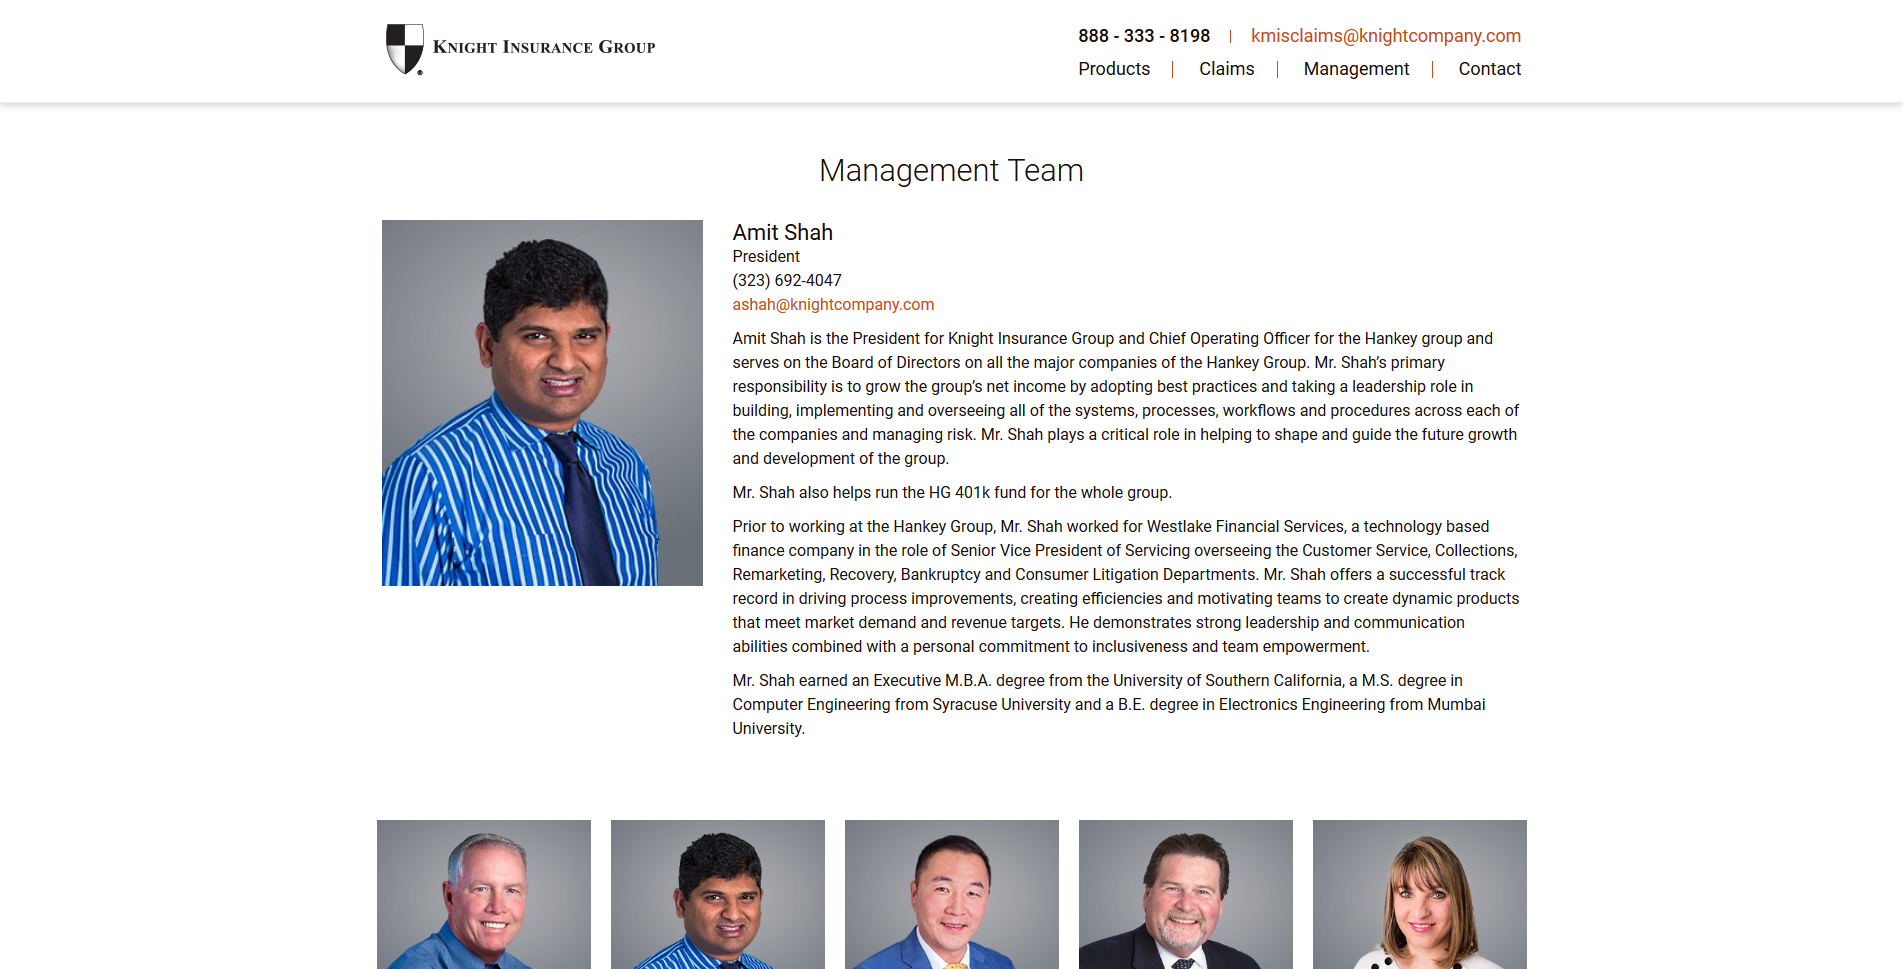 KNIGHT INSURANCE GROUP
888 - 333 - 8198 | kmisclaims@knightcompany.com
Products | Claims | Management | Contact
Management Team
Amit Shah
President
(323) 692-4047
ashah@knightcompany.com
Amit Shah is the President for Knight Insurance Group and Chief Operating Officer for the Hankey group and
serves on the Board of Directors on all the major companies of the Hankey Group. Mr. Shah’s primary
responsibility is to grow the group’s net income by adopting best practices and taking a leadership role in
building, implementing and overseeing all of the systems, processes, workflows and procedures across each of
the companies and managing risk. Mr. Shah plays a critical role in helping to shape and guide the future growth
and development of the group.
Mr. Shah also helps run the HG 401k fund for the whole group.
Prior to working at the Hankey Group, Mr. Shah worked for Westlake Financial Services, a technology based
finance company in the role of Senior Vice President of Servicing overseeing the Customer Service, Collections,
Remarketing, Recovery, Bankruptcy and Consumer Litigation Departments. Mr. Shah offers a successful track
record in driving process improvements, creating efficiencies and motivating teams to create dynamic products
that meet market demand and revenue targets. He demonstrates strong leadership and communication
abilities combined with a personal commitment to inclusiveness and team empowerment.
Mr. Shah earned an Executive M.B.A. degree from the University of Southern California, a M.S. degree in
Computer Engineering from Syracuse University and a B.E. degree in Electronics Engineering from Mumbai
University.